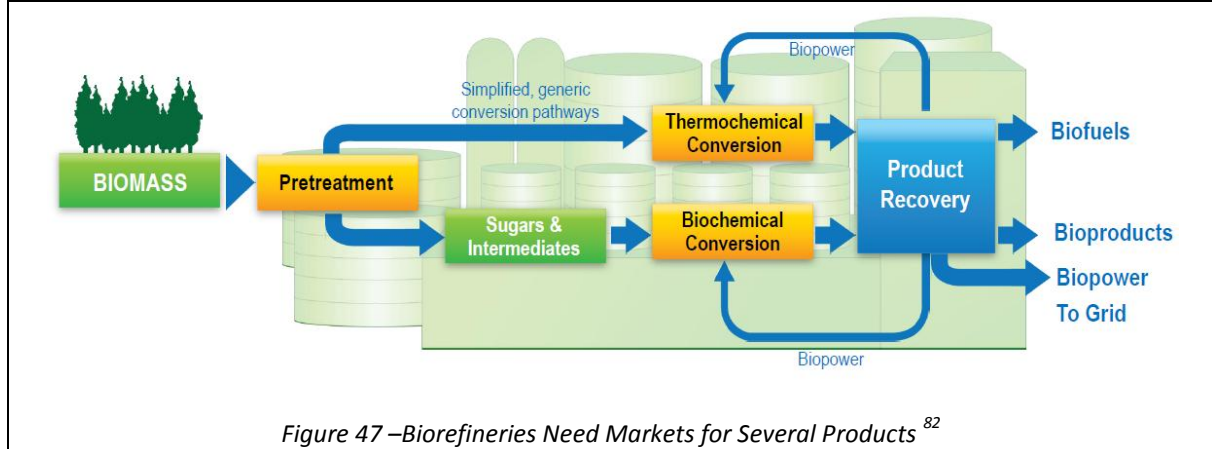 Biopower
Simplified, generic
conversion pathways
Thermochemical
Conversion
Biofuels
BIOMASS
Pretreatment
Product
Recovery
Sugars &
Intermediates
Biochemical
Conversion
Bioproducts
Biopower
To Grid
Biopower
Figure 47 –Biorefineries Need Markets for Several Products 82